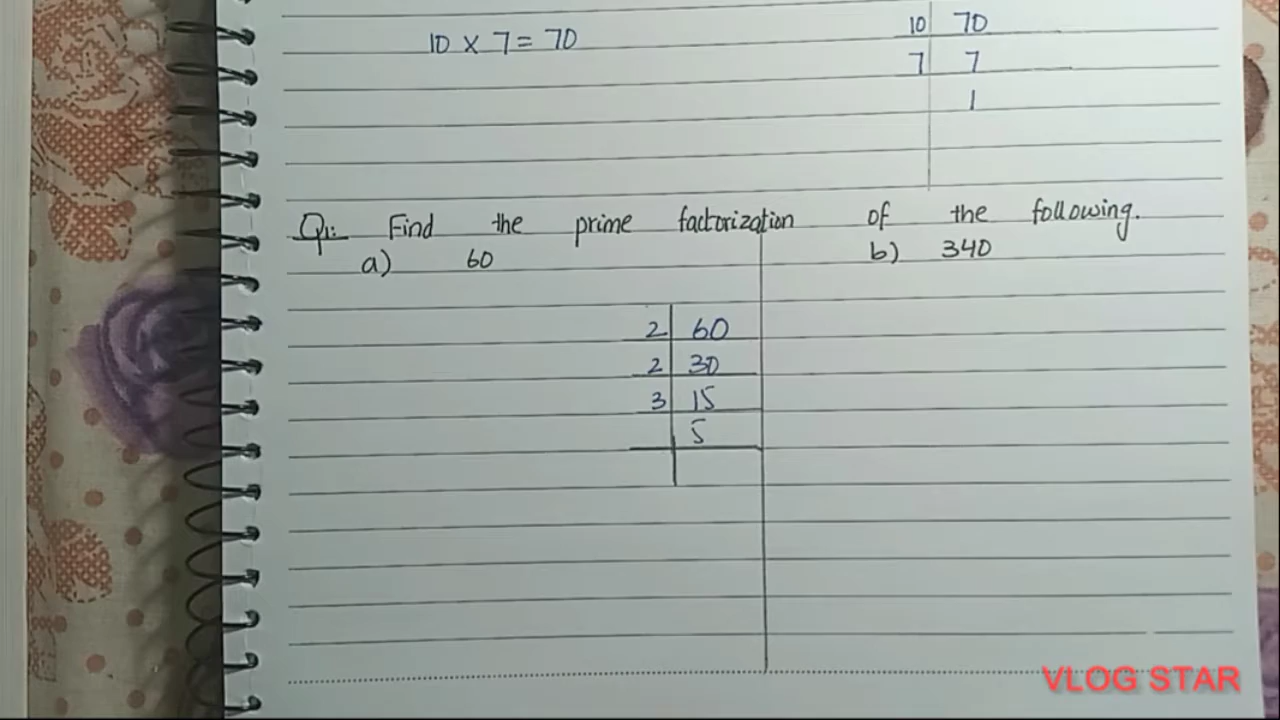 10 × 7 = 70
10 70
7 7
1
Q1: Find the prime factorization of the following.
a) 60 b) 340
2 60
2 30
3 15
5
VLOG STAR